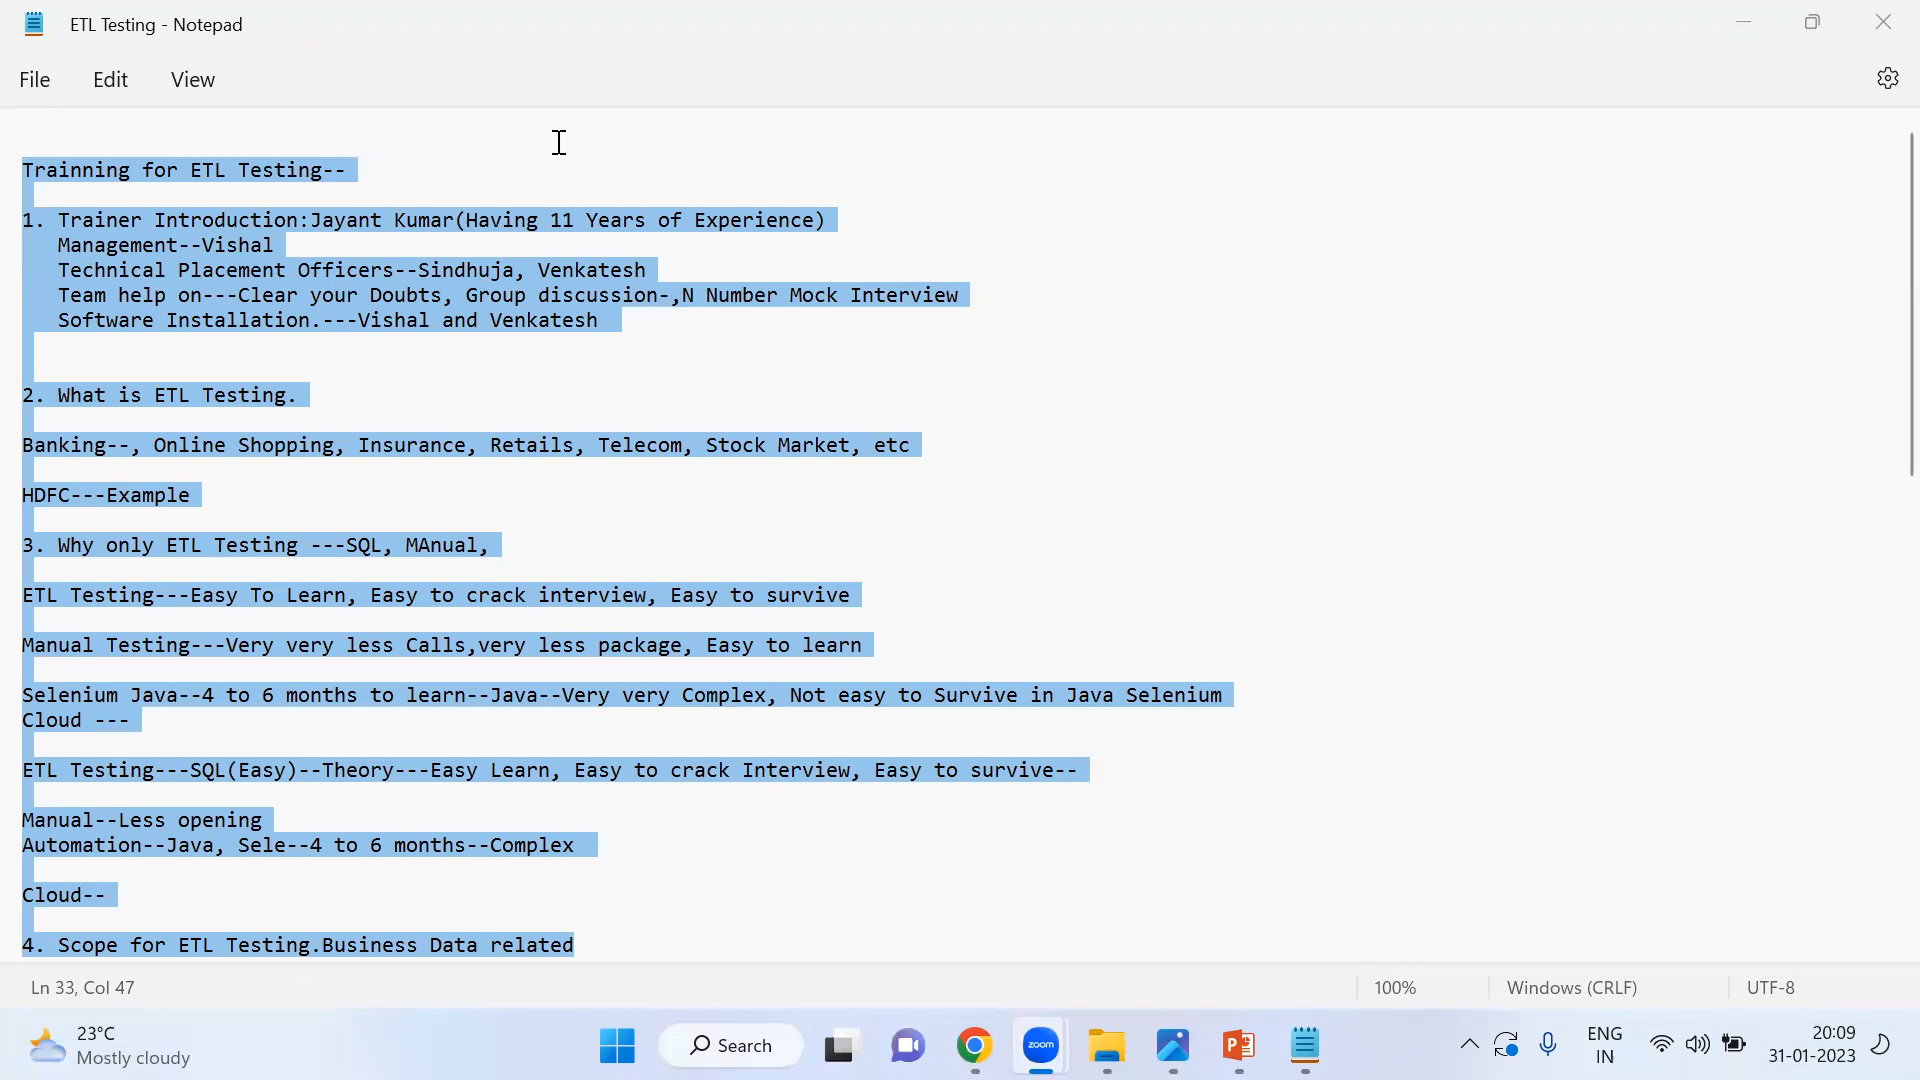 ETL Testing - Notepad
File Edit View
Trainning for ETL Testing--
1. Trainer Introduction:Jayant Kumar(Having 11 Years of Experience)
Management--Vishal
Technical Placement Officers--Sindhuja, Venkatesh
Team help on---Clear your Doubts, Group discussion-,N Number Mock Interview
Software Installation.---Vishal and Venkatesh
2. What is ETL Testing.
Banking--, Online Shopping, Insurance, Retails, Telecom, Stock Market, etc
HDFC---Example
3. Why only ETL Testing ---SQL, MAnual,
ETL Testing---Easy To Learn, Easy to crack interview, Easy to survive
Manual Testing---Very very less Calls,very less package, Easy to learn
Selenium Java--4 to 6 months to learn--Java--Very very Complex, Not easy to Survive in Java Selenium
Cloud ---
ETL Testing---SQL(Easy)--Theory---Easy Learn, Easy to crack Interview, Easy to survive--
Manual--Less opening
Automation--Java, Sele--4 to 6 months--Complex
Cloud--
4. Scope for ETL Testing.Business Data related
Ln 33, Col 47 100% Windows (CRLF) UTF-8
23°C
Mostly cloudy
Search
zoom
P
ENG
IN
20:09
31-01-2023